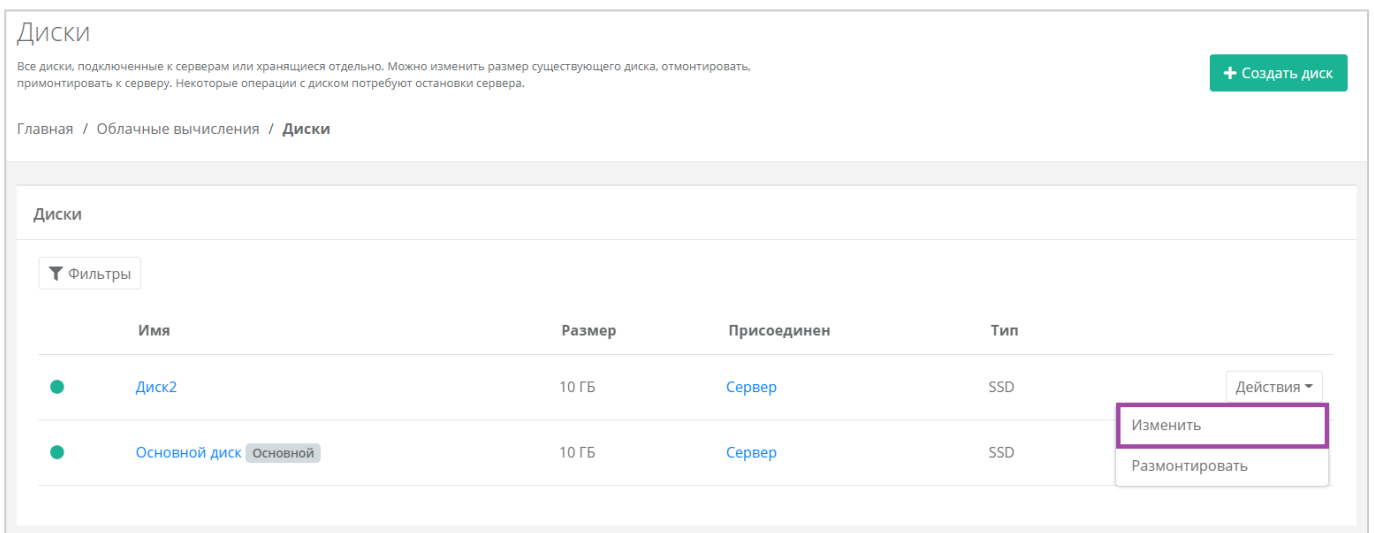 Диски
Все диски, подключенные к серверам или хранящиеся отдельно. Можно изменить размер существующего диска, отмонтировать,
примонтировать к серверу. Некоторые операции с диском потребуют остановки сервера.
+ Создать диск
Главная / Облачные вычисления / Диски
Диски
Фильтры
Имя Размер Присоединен Тип
Диск2 10 ГБ Сервер SSD Действия
Изменить
Основной диск Основной 10 ГБ Сервер SSD
Размонтировать